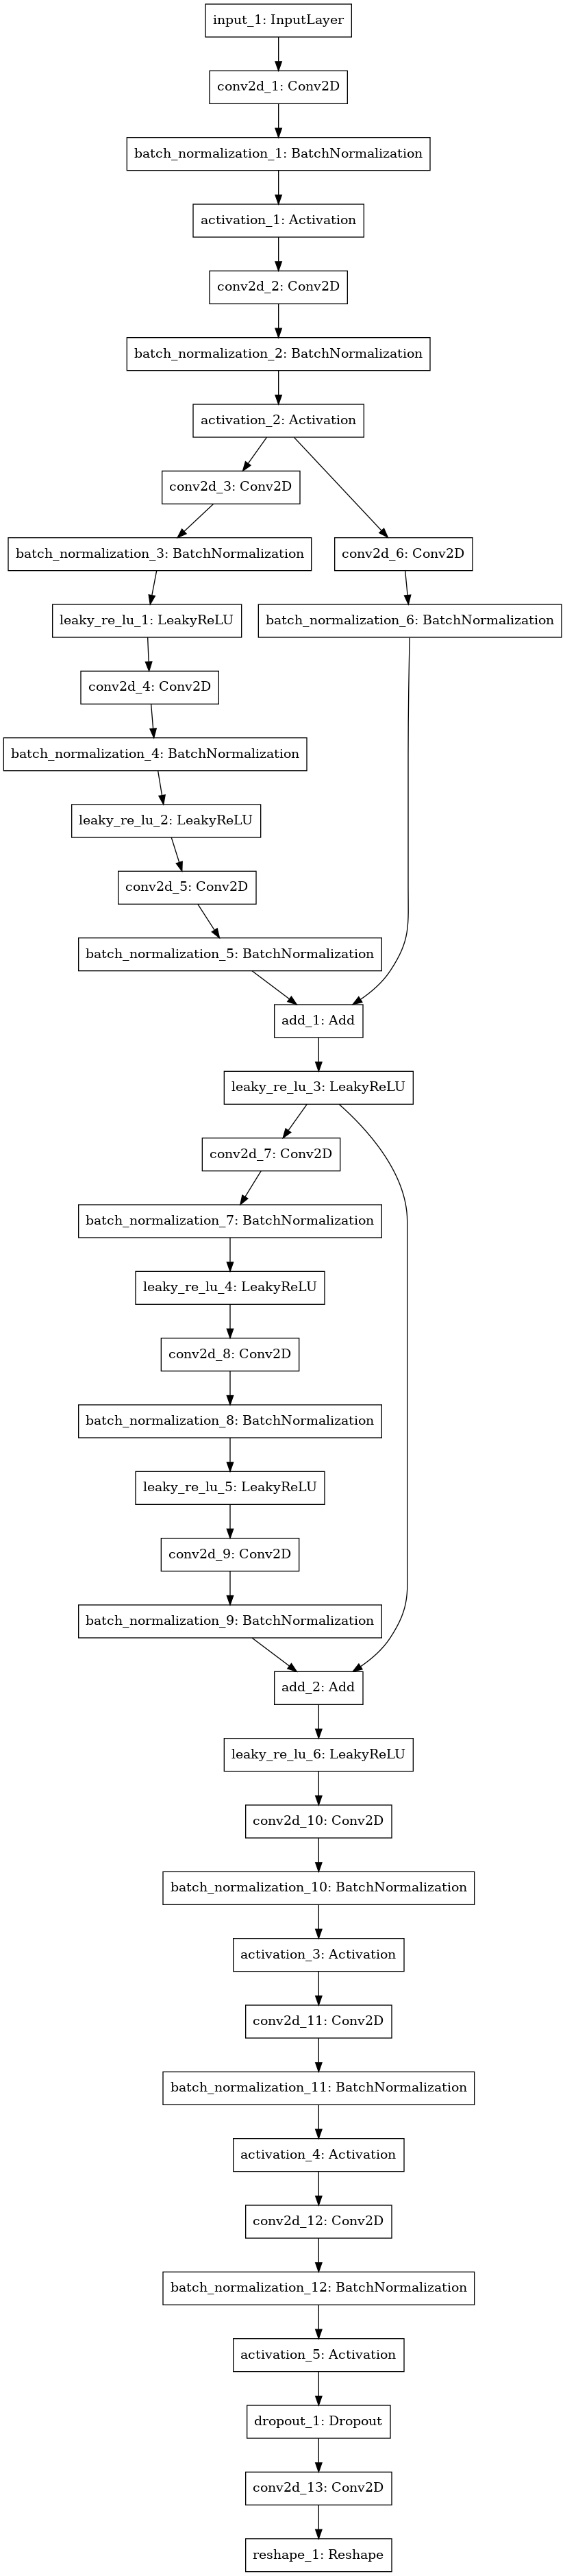 input_1: InputLayer
conv2d_1: Conv2D
batch_normalization_1: BatchNormalization
activation_1: Activation
conv2d_2: Conv2D
batch_normalization_2: BatchNormalization
activation_2: Activation
conv2d_3: Conv2D
batch_normalization_3: BatchNormalization
conv2d_6: Conv2D
leaky_re_lu_1: LeakyReLU
batch_normalization_6: BatchNormalization
conv2d_4: Conv2D
batch_normalization_4: BatchNormalization
leaky_re_lu_2: LeakyReLU
conv2d_5: Conv2D
batch_normalization_5: BatchNormalization
add_1: Add
leaky_re_lu_3: LeakyReLU
conv2d_7: Conv2D
batch_normalization_7: BatchNormalization
leaky_re_lu_4: LeakyReLU
conv2d_8: Conv2D
batch_normalization_8: BatchNormalization
leaky_re_lu_5: LeakyReLU
conv2d_9: Conv2D
batch_normalization_9: BatchNormalization
add_2: Add
leaky_re_lu_6: LeakyReLU
conv2d_10: Conv2D
batch_normalization_10: BatchNormalization
activation_3: Activation
conv2d_11: Conv2D
batch_normalization_11: BatchNormalization
activation_4: Activation
conv2d_12: Conv2D
batch_normalization_12: BatchNormalization
activation_5: Activation
dropout_1: Dropout
conv2d_13: Conv2D
reshape_1: Reshape